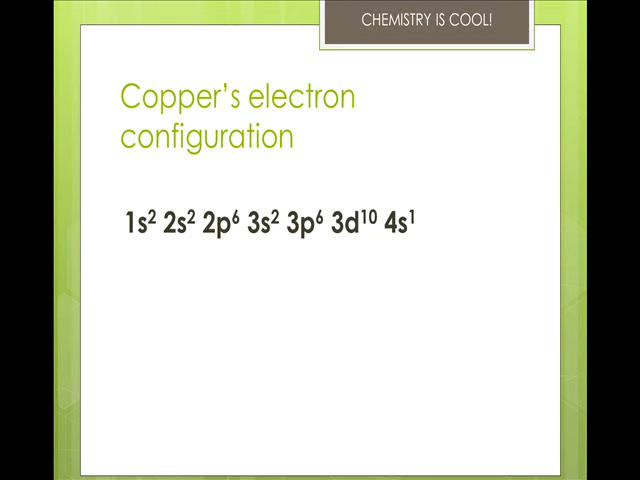 CHEMISTRY IS COOL!
Copper’s electron
configuration
1s² 2s² 2p⁶ 3s² 3p⁶ 3d¹⁰ 4s¹